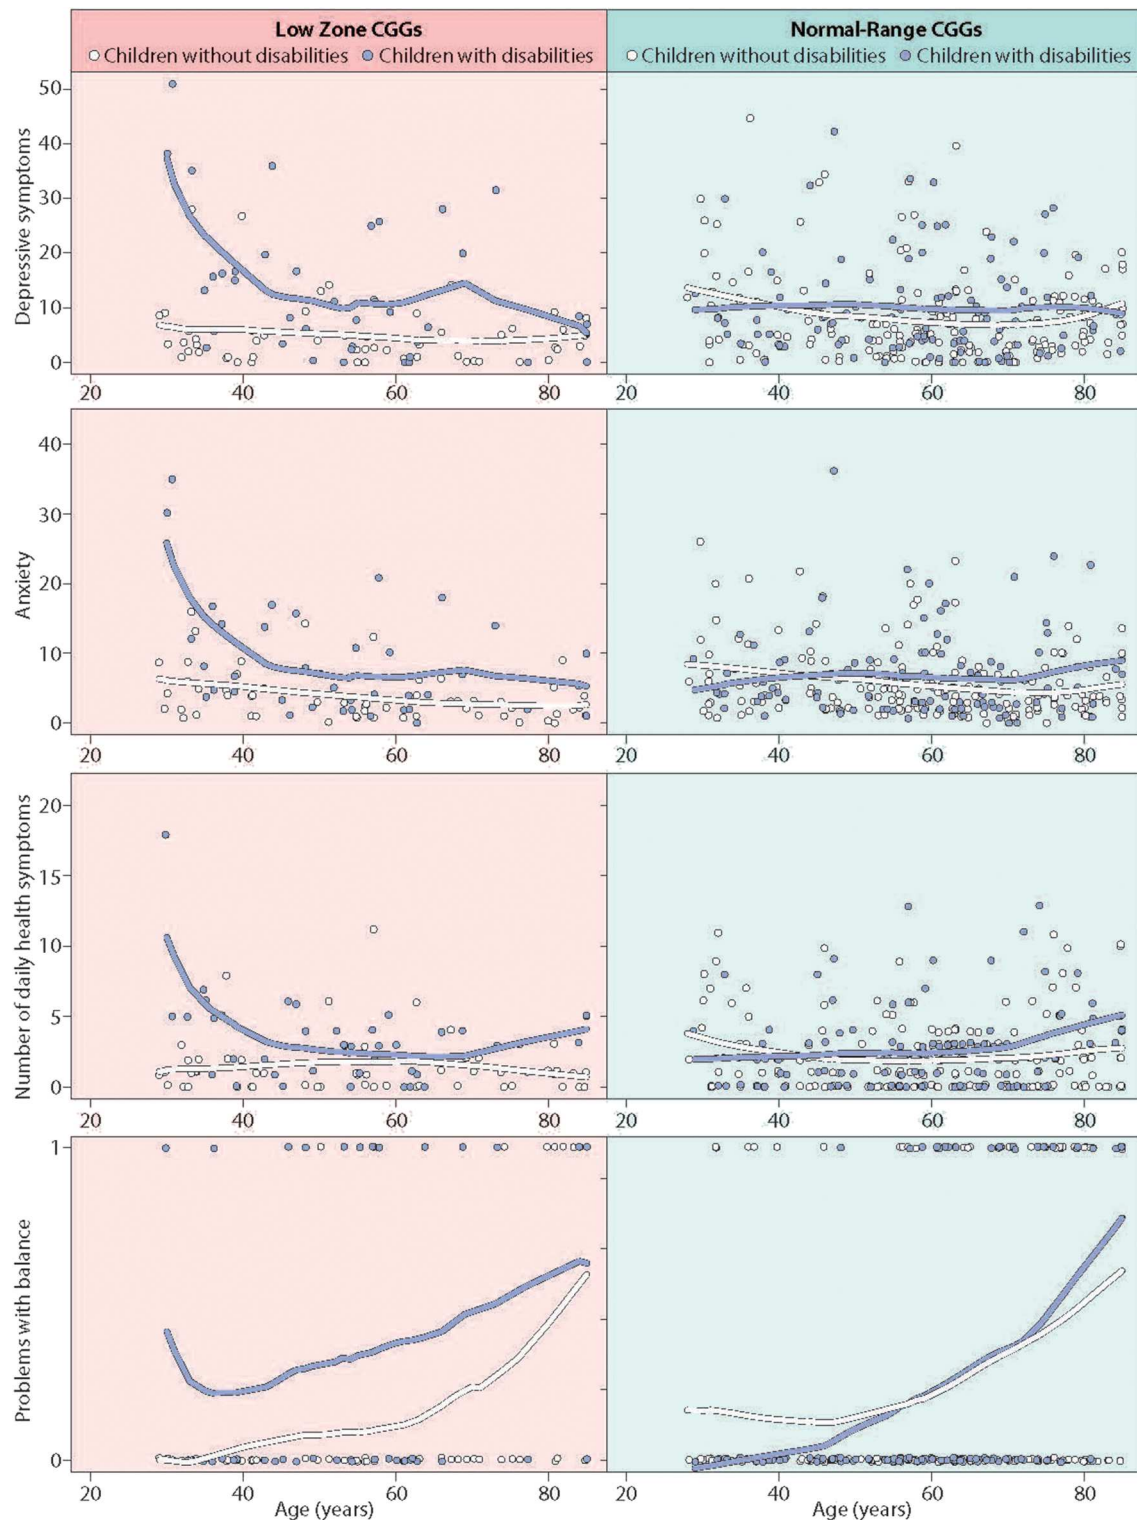 Low Zone CGGs
Children without disabilities Children with disabilities
Normal-Range CGGs
Children without disabilities Children with disabilities
Depressive symptoms
50
40
30
20
10
0
20 40 60 80
20 40 60 80
Anxiety
40
30
20
10
0
20 40 60 80
20 40 60 80
Number of daily health symptoms
20
15
10
5
0
20 40 60 80
20 40 60 80
Problems with balance
1
0
20 40 60 80
20 40 60 80
Age (years)
Age (years)